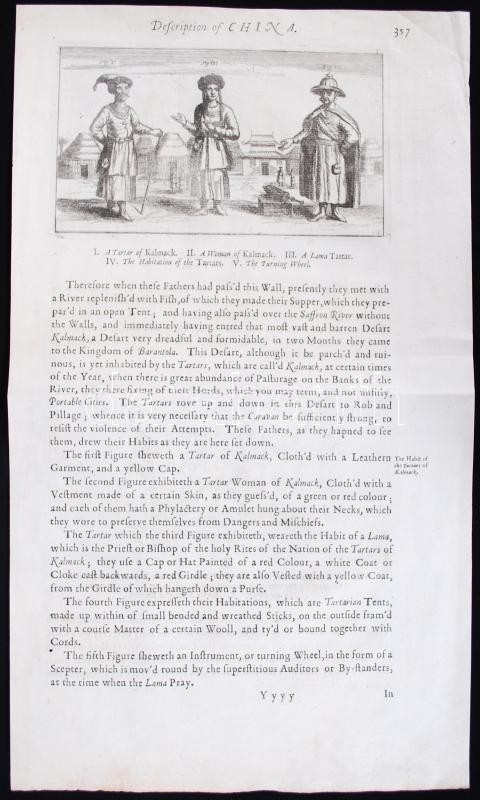 Deſcription of CHINA.
357
I. A Tartar of Kalmack. II. A Woman of Kalmack. III. A Lama Tartar.
IV. The Habitation of the Tartars. V. The Turning Wheel.
Therefore when theſe Fathers had paſs'd this Wall, preſently they met with
a River repleniſh'd with Fiſh, of which they made their Supper, which they pre-
par'd in an open Tent; and having alſo paſs'd over the Saffron River without
the Walls, and immediately having entred that moſt vaſt and barren Deſart
Kalmack, a Deſart very dreadful and formidable, in two Months they came
to the Kingdom of Barantola. This Deſart, although it be parch'd and rui-
nous, is yet inhabited by the Tartars, which are call'd Kalmack, at certain times
of the Year, when there is great abundance of Paſturage on the Banks of the
River, they there fixing of their Hords, which you may term, and not unfitly,
Portable Cities. The Tartars rove up and down in this Deſart to Rob and
Pillage; whence it is very neceſſary that the Caravan be ſufficiently ſtrong, to
reſiſt the violence of their Attempts. Theſe Fathers, as they hapned to ſee
them, drew their Habits as they are here ſet down.
The firſt Figure ſheweth a Tartar of Kalmack, Cloth'd with a Leathern
Garment, and a yellow Cap.
The Habit of
the Tartars of
Kalmack.
The ſecond Figure exhibiteth a Tartar Woman of Kalmack, Cloth'd with a
Veſtment made of a certain Skin, as they gueſs'd, of a green or red colour;
and each of them hath a Phylactery or Amulet hung about their Necks, which
they wore to preſerve themſelves from Dangers and Miſchiefs.
The Tartar which the third Figure exhibiteth, weareth the Habit of a Lama,
which is the Prieſt or Biſhop of the holy Rites of the Nation of the Tartars of
Kalmack; they uſe a Cap or Hat Painted of a red Colour, a white Coat or
Cloke caſt backwards, a red Girdle; they are alſo Veſted with a yellow Coat,
from the Girdle of which hangeth down a Purſe.
The fourth Figure expreſſeth their Habitations, which are Tartarian Tents,
made up within of ſmall bended and wreathed Sticks, on the outſide fram'd
with a courſe Matter of a certain Wooll, and ty'd or bound together with
Cords.
The fifth Figure ſheweth an Inſtrument, or turning Wheel, in the form of a
Scepter, which is mov'd round by the ſuperſtitious Auditors or By-ſtanders,
at the time when the Lama Pray.
Yyyy
In